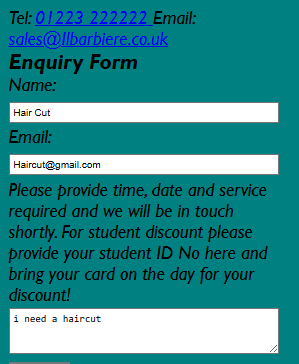 Tel: 01223 222222 Email:
sales@Ilbarbiere.co.uk
Enquiry Form
Name:
Hair Cut
Email:
Haircut@gmail.com
Please provide time, date and service
required and we will be in touch
shortly. For student discount please
provide your student ID No here and
bring your card on the day for your
discount!
i need a haircut